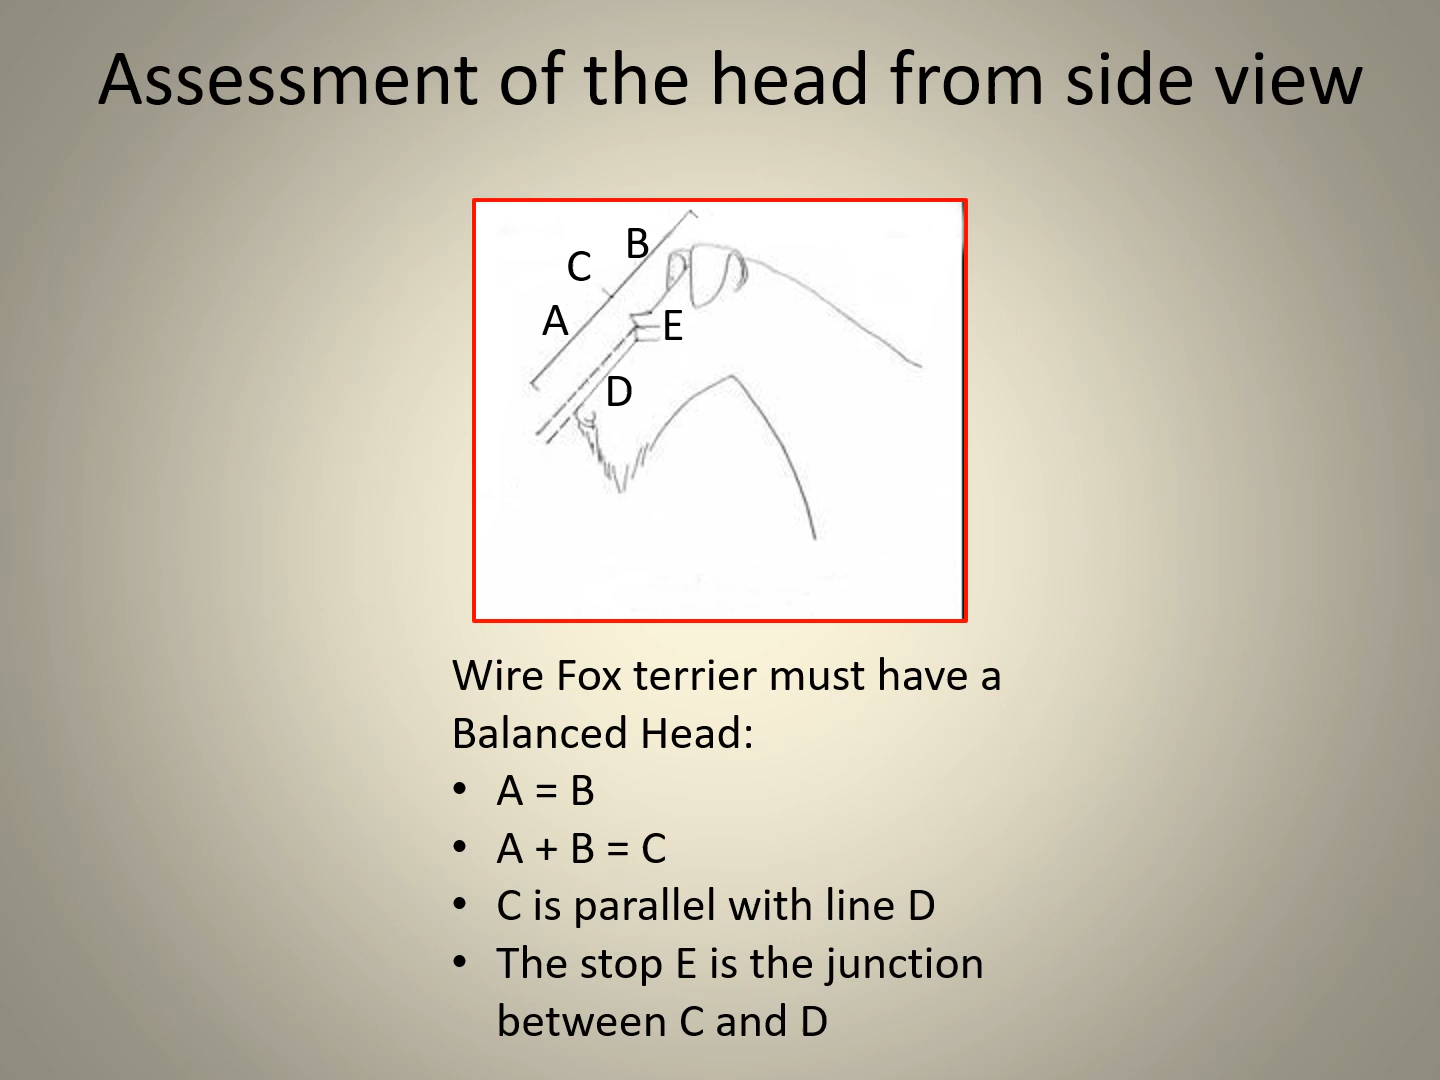 Assessment of the head from side view
B
C
A
E
D
Wire Fox terrier must have a
Balanced Head:
• A = B
• A + B = C
• C is parallel with line D
• The stop E is the junction
between C and D